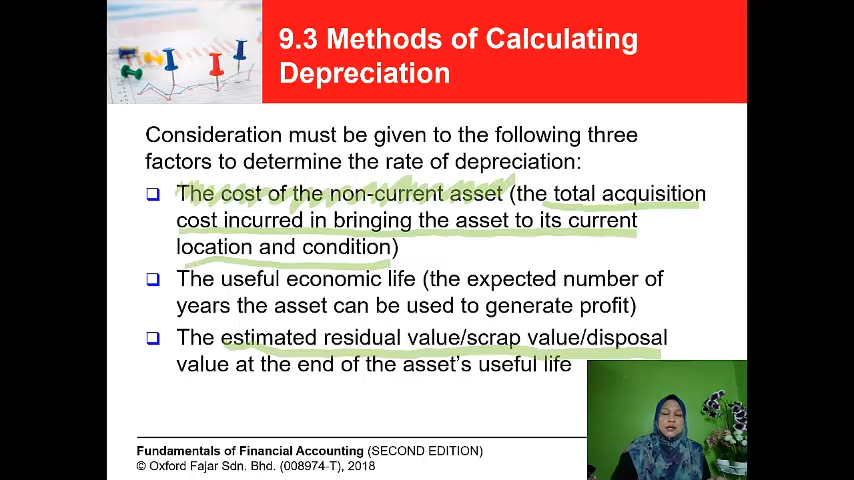 9.3 Methods of Calculating
Depreciation
Consideration must be given to the following three
factors to determine the rate of depreciation:
The cost of the non-current asset (the total acquisition
cost incurred in bringing the asset to its current
location and condition)
The useful economic life (the expected number of
years the asset can be used to generate profit)
The estimated residual value/scrap value/disposal
value at the end of the asset's useful life
Fundamentals of Financial Accounting (SECOND EDITION)
© Oxford Fajar Sdn. Bhd. (008974-T), 2018